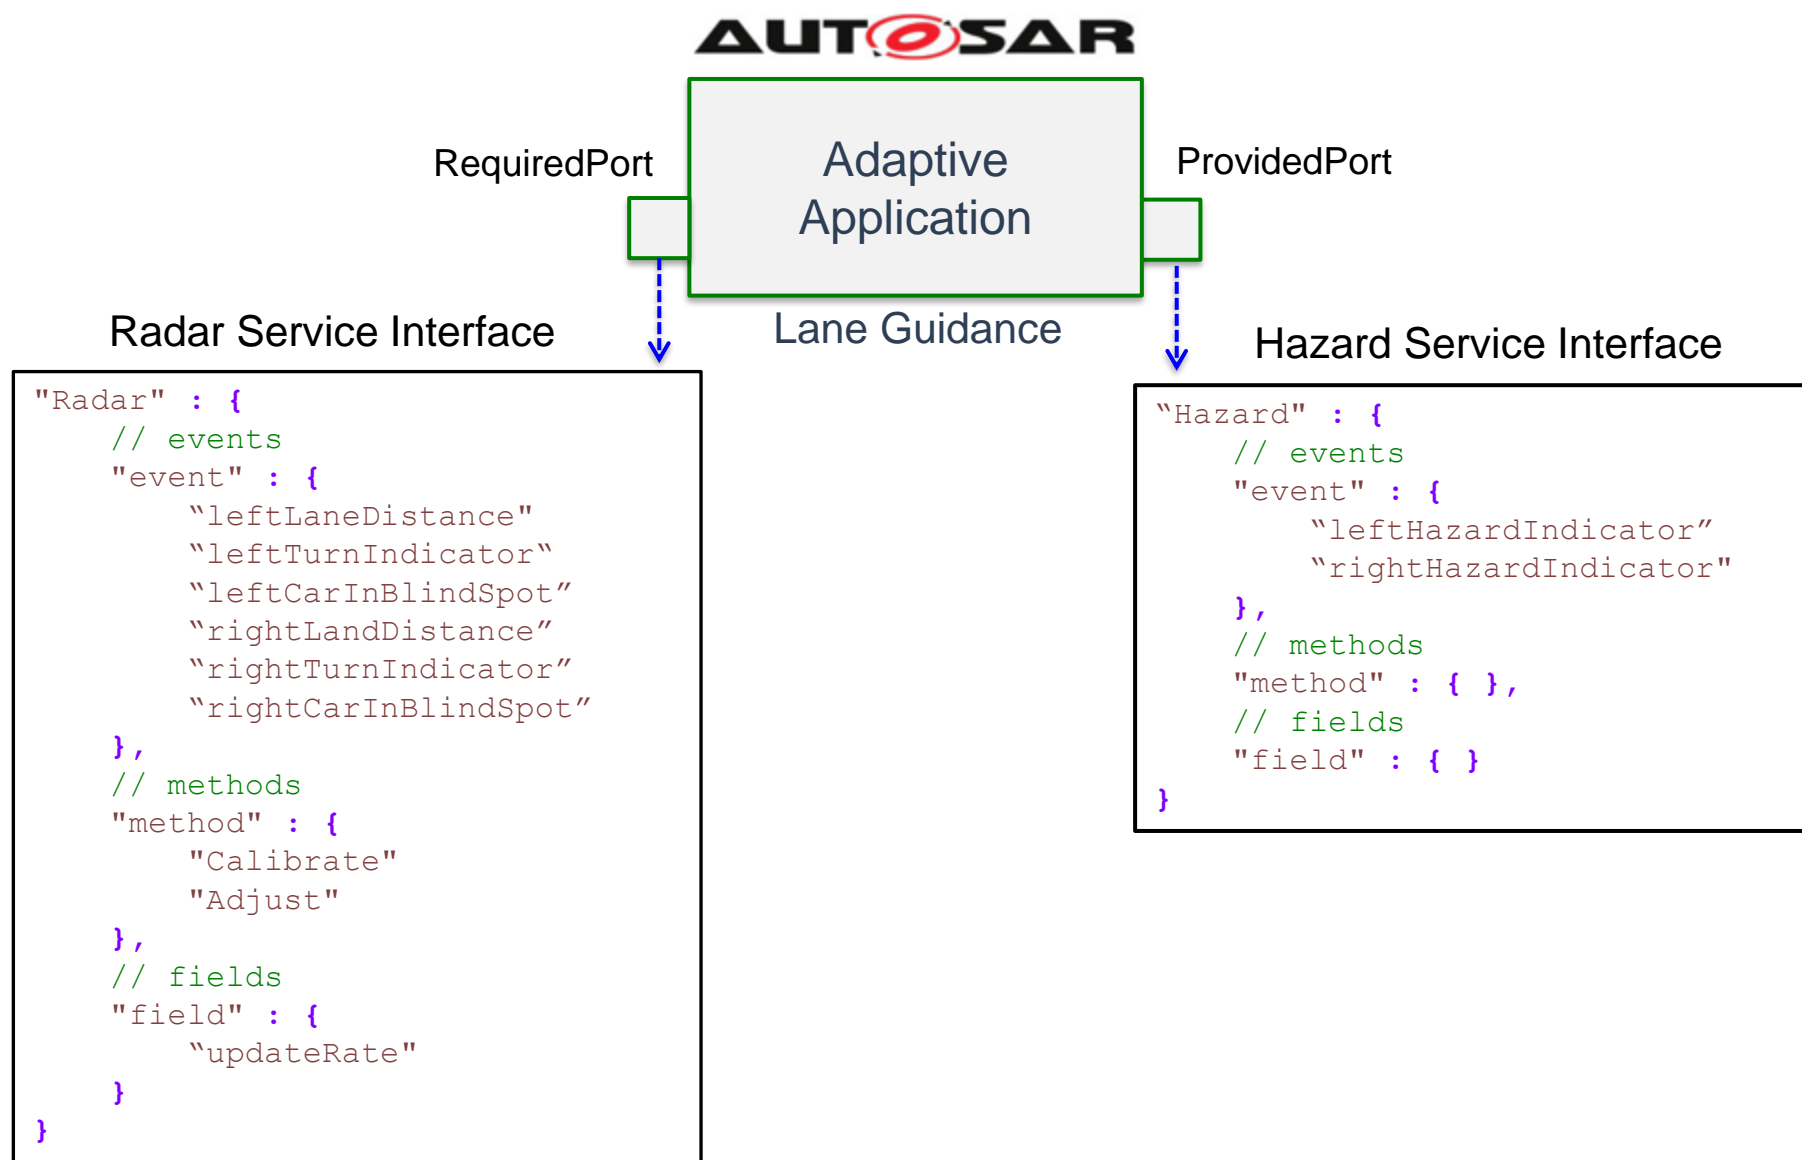 AUTOSAR
RequiredPort
Adaptive
Application
ProvidedPort
Lane Guidance
Radar Service Interface
"Radar" : {
// events
"event" : {
“leftLaneDistance"
“leftTurnIndicator“
“leftCarInBlindSpot”
“rightLandDistance”
“rightTurnIndicator”
“rightCarInBlindSpot”
},
// methods
"method" : {
"Calibrate"
"Adjust"
},
// fields
"field" : {
“updateRate"
}
}
Hazard Service Interface
“Hazard" : {
// events
"event" : {
“leftHazardIndicator”
“rightHazardIndicator"
},
// methods
"method" : { },
// fields
"field" : { }
}